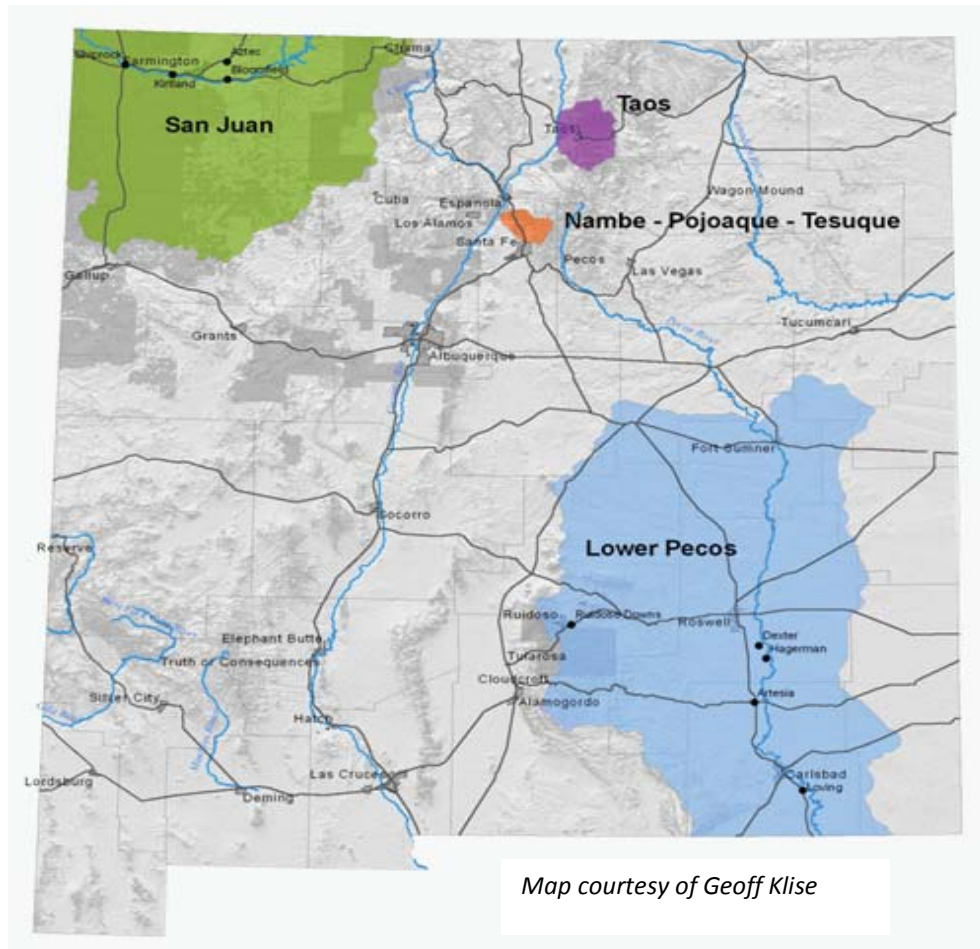 Chama
Aztec
Farmington
Bloomfield
Kirtland
San Juan
Taos
Taos
Wagon Mound
Cuba
Espanola
Los Alamos
Nambe - Pojoaque - Tesuque
Santa Fe
Pecos
Las Vegas
Gallup
Grants
Tucumcari
Albuquerque
Fort Sumner
Socorro
Reserve
Lower Pecos
Ruidoso
Ruidoso Downs
Roswell
Dexter
Hagerman
Elephant Butte
Truth or Consequences
Tularosa
Cloudcroft
Silver City
Artesia
Alamogordo
Hatch
Lordsburg
Las Cruces
Carlsbad
Loving
Deming
Map courtesy of Geoff Klise